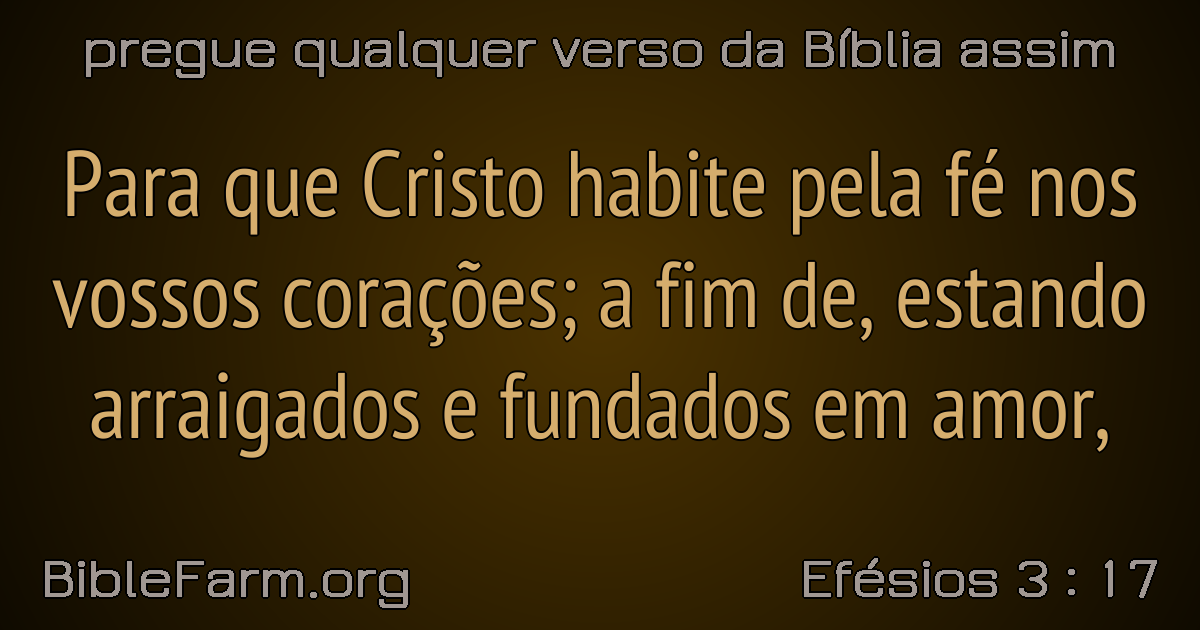 pregue qualquer verso da Bíblia assim
Para que Cristo habite pela fé nos
vossos corações; a fim de, estando
arraigados e fundados em amor,
BibleFarm.org
Efésios 3 : 17